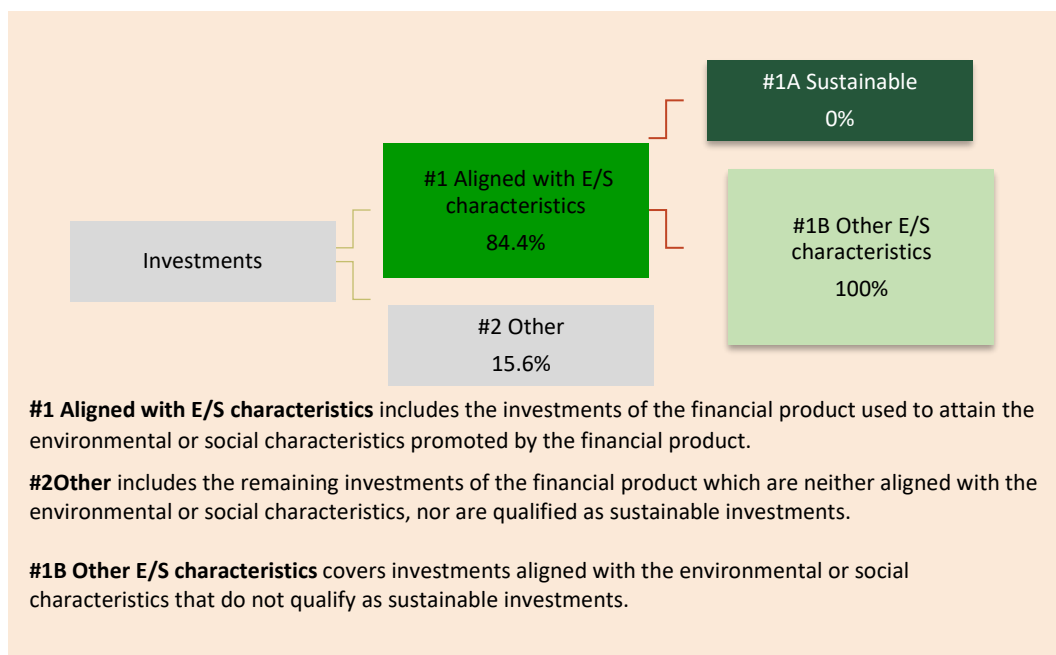 #1A Sustainable
0%
#1 Aligned with E/S
characteristics
84.4%
#1B Other E/S
characteristics
100%
Investments
#2 Other
15.6%
#1 Aligned with E/S characteristics includes the investments of the financial product used to attain the
environmental or social characteristics promoted by the financial product.
#2Other includes the remaining investments of the financial product which are neither aligned with the
environmental or social characteristics, nor are qualified as sustainable investments.
#1B Other E/S characteristics covers investments aligned with the environmental or social
characteristics that do not qualify as sustainable investments.